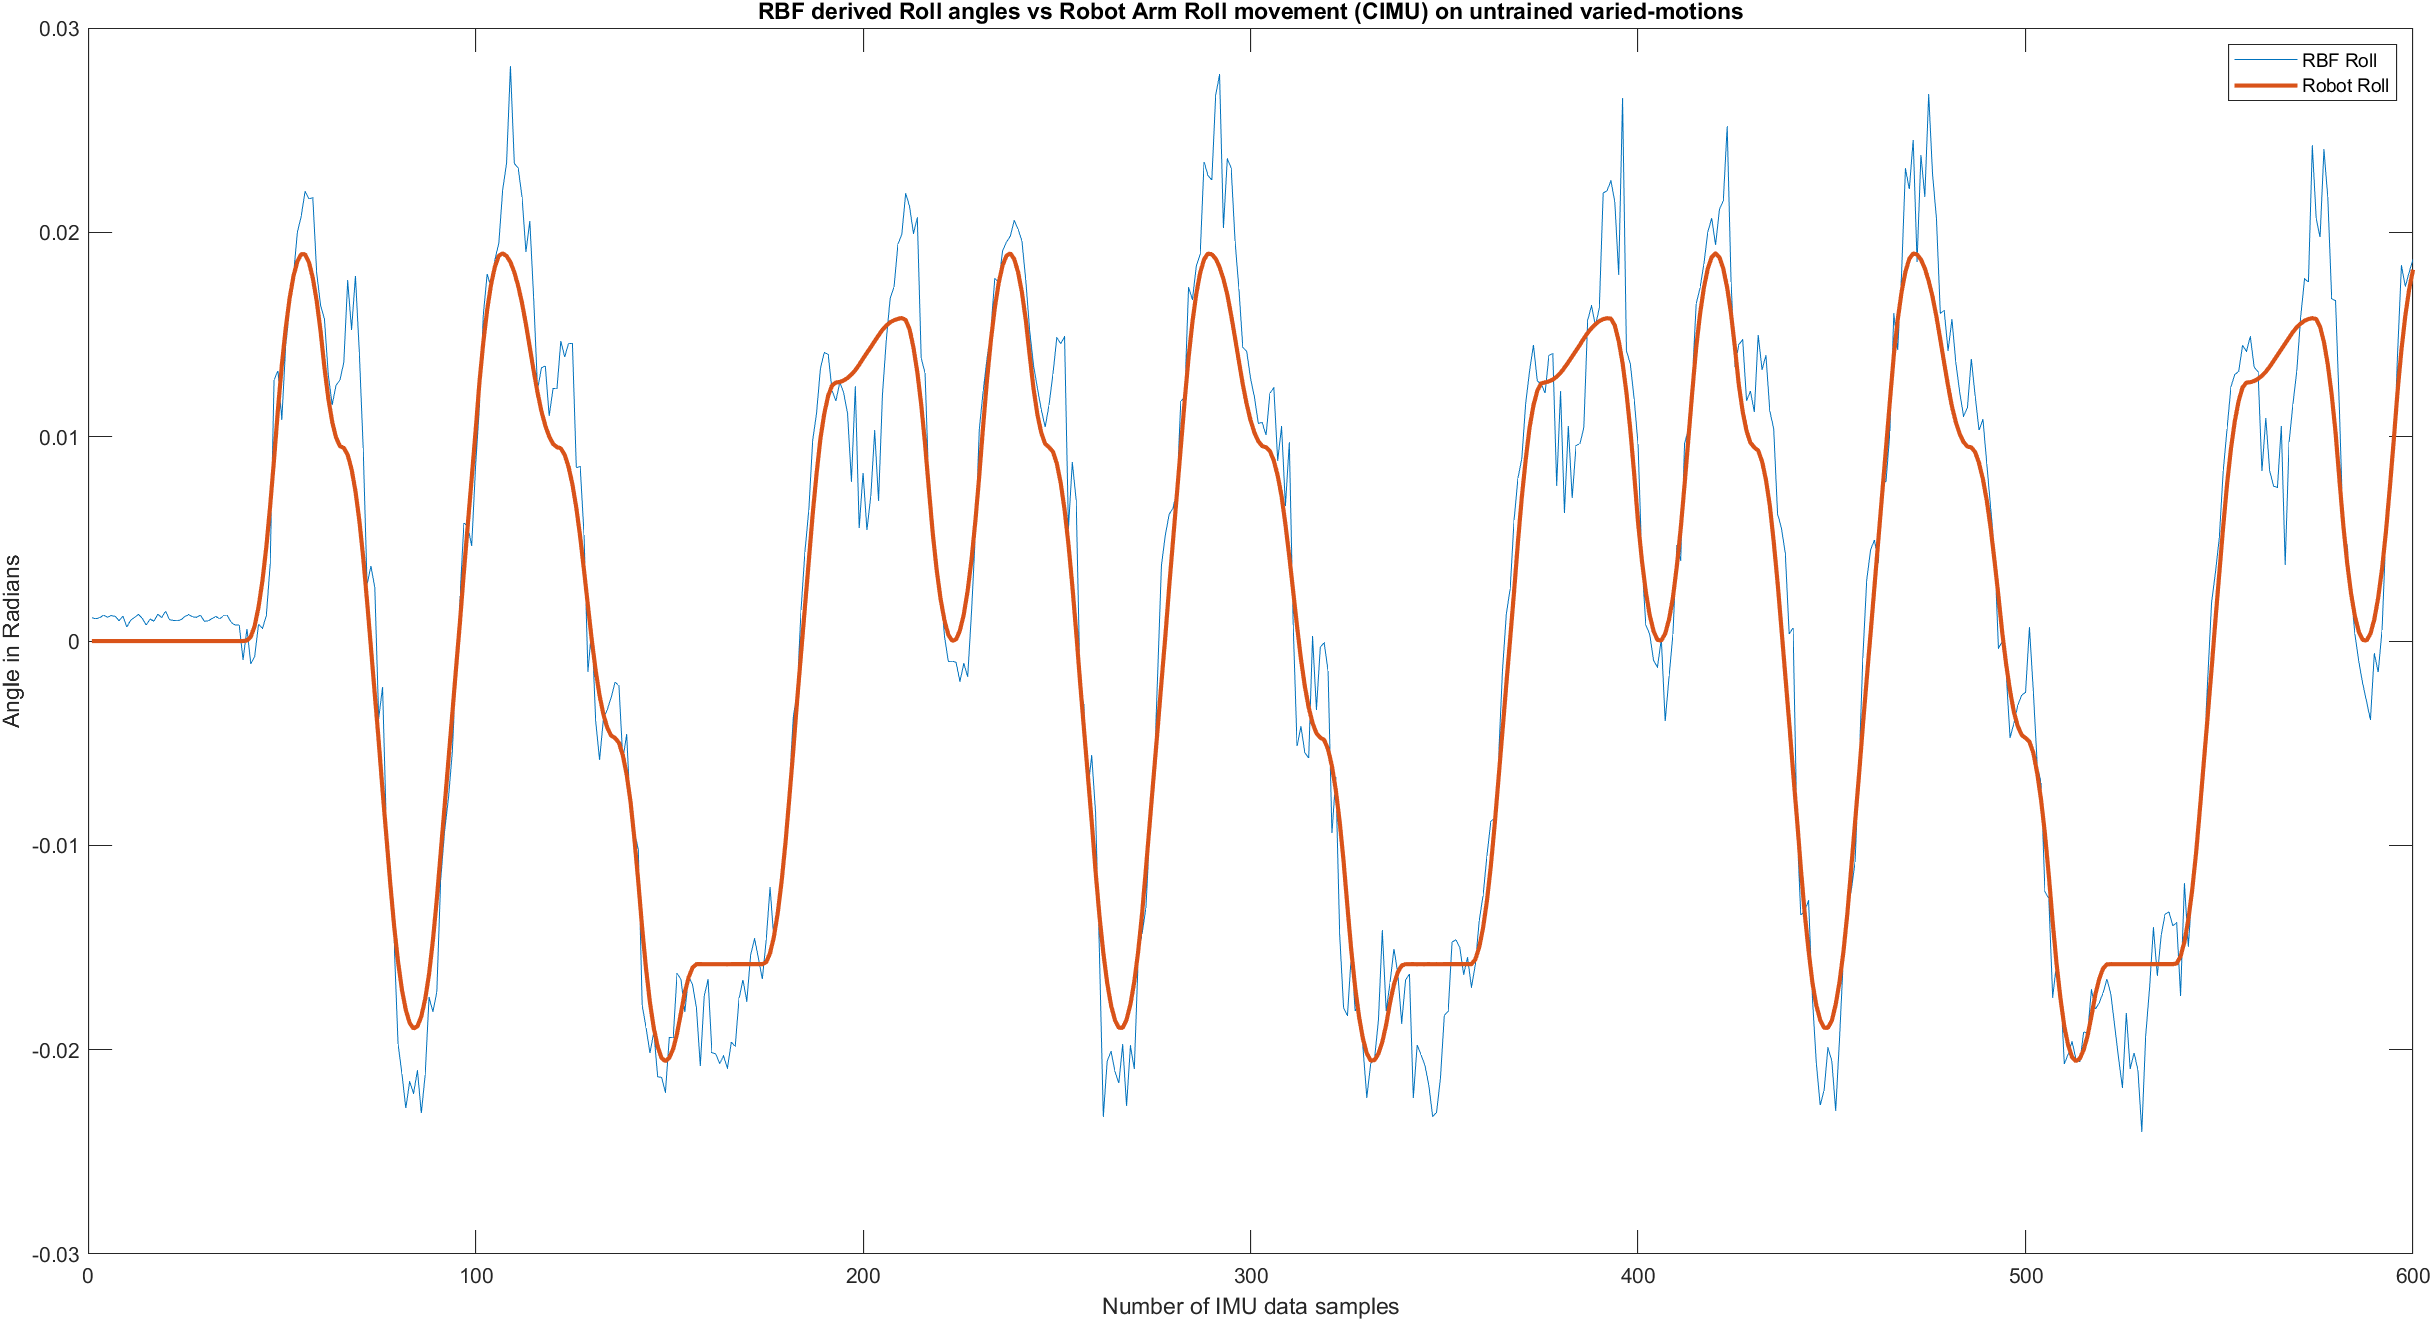 RBF derived Roll angles vs Robot Arm Roll movement (CIMU) on untrained varied-motions
RBF Roll
Robot Roll
Angle in Radians
0.03
0.02
0.01
0
-0.01
-0.02
-0.03
0 100 200 300 400 500 600
Number of IMU data samples